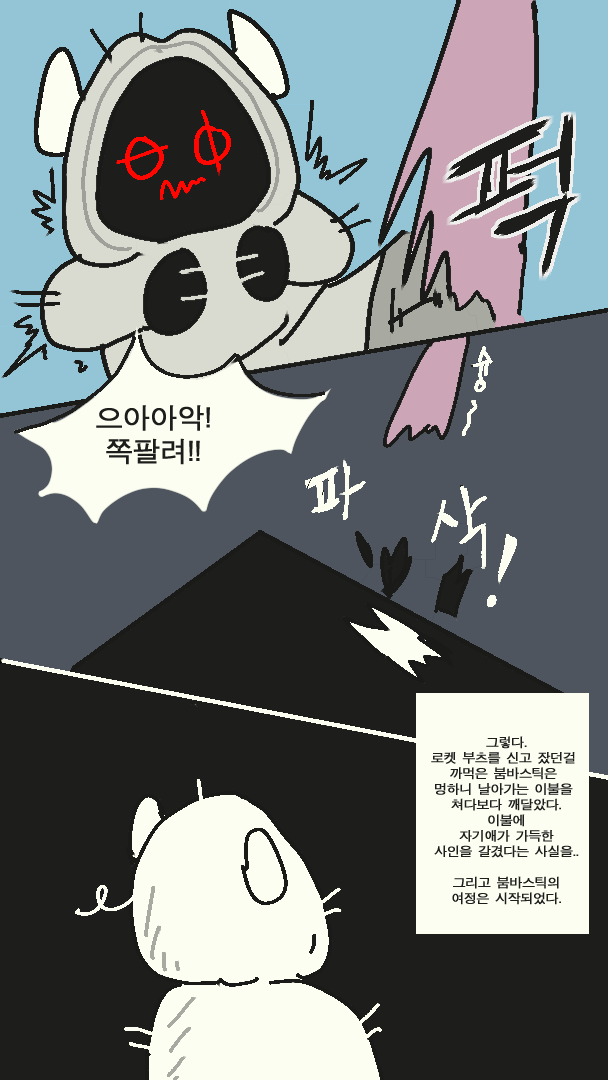 퍽
으아아악!
쪽팔려!!
슝
파
삭!
그렇다.
로켓 부츠를 신고 잤던걸
까먹은 붐바스틱은
멍하니 날아가는 이불을
쳐다보다 깨달았다.
이불에
자기애가 가득한
사인을 갈겼다는 사실을..
그리고 붐바스틱의
여정은 시작되었다.